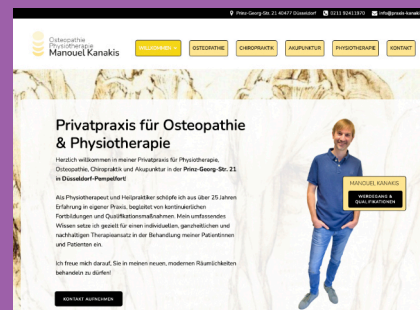 Prinz-Georg-Str. 21 40477 Düsseldorf 0211 92411970 info@praxis-kanaki
Osteopathie
Physiotherapie
Manouel Kanakis
WILLKOMMEN
OSTEOPATHIE
CHIROPRAKTIK
AKUPUNKTUR
PHYSIOTHERAPIE
KONTAKT
Privatpraxis für Osteopathie
& Physiotherapie
Herzlich willkommen in meiner Privatpraxis für Physiotherapie,
Osteopathie, Chiropraktik und Akupunktur in der Prinz-Georg-Str. 21
in Düsseldorf-Pempelfort!
Als Physiotherapeut und Heilpraktiker schöpfe ich aus über 25 Jahren
Erfahrung in eigener Praxis, begleitet von kontinuierlichen
Fortbildungen und Qualifikationsmaßnahmen. Mein umfassendes
Wissen setze ich gezielt für einen individuellen, ganzheitlichen und
nachhaltigen Therapieansatz in der Behandlung meiner Patientinnen
und Patienten ein.
Ich freue mich darauf, Sie in meinen neuen, modernen Räumlichkeiten
behandeln zu dürfen!
KONTAKT AUFNEHMEN
MANOUEL KANAKIS
WERDEGANG &
QUALIFIKATIONEN